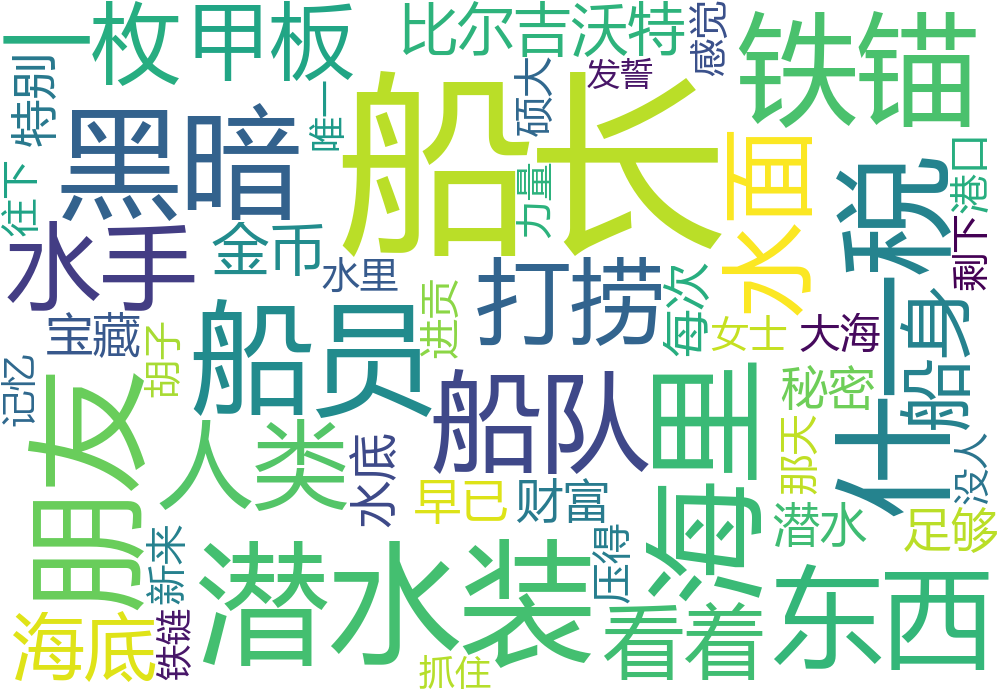 一枚甲板
比尔吉沃特
感觉
铁锚
特别
黑暗
唯一
硕大
发誓
船长
水面
税
港口
往下
水手
金币
水里
力量
打捞
每次
剩下
宝藏
胡子
船员
进贡
女士
大海
船身
记忆
朋友
人类
水底
船队
海里
秘密
什一
那天
没人
早已
财富
潜水
足够
新来
潜水装
压得
东西
海底
铁链
抓住
看着